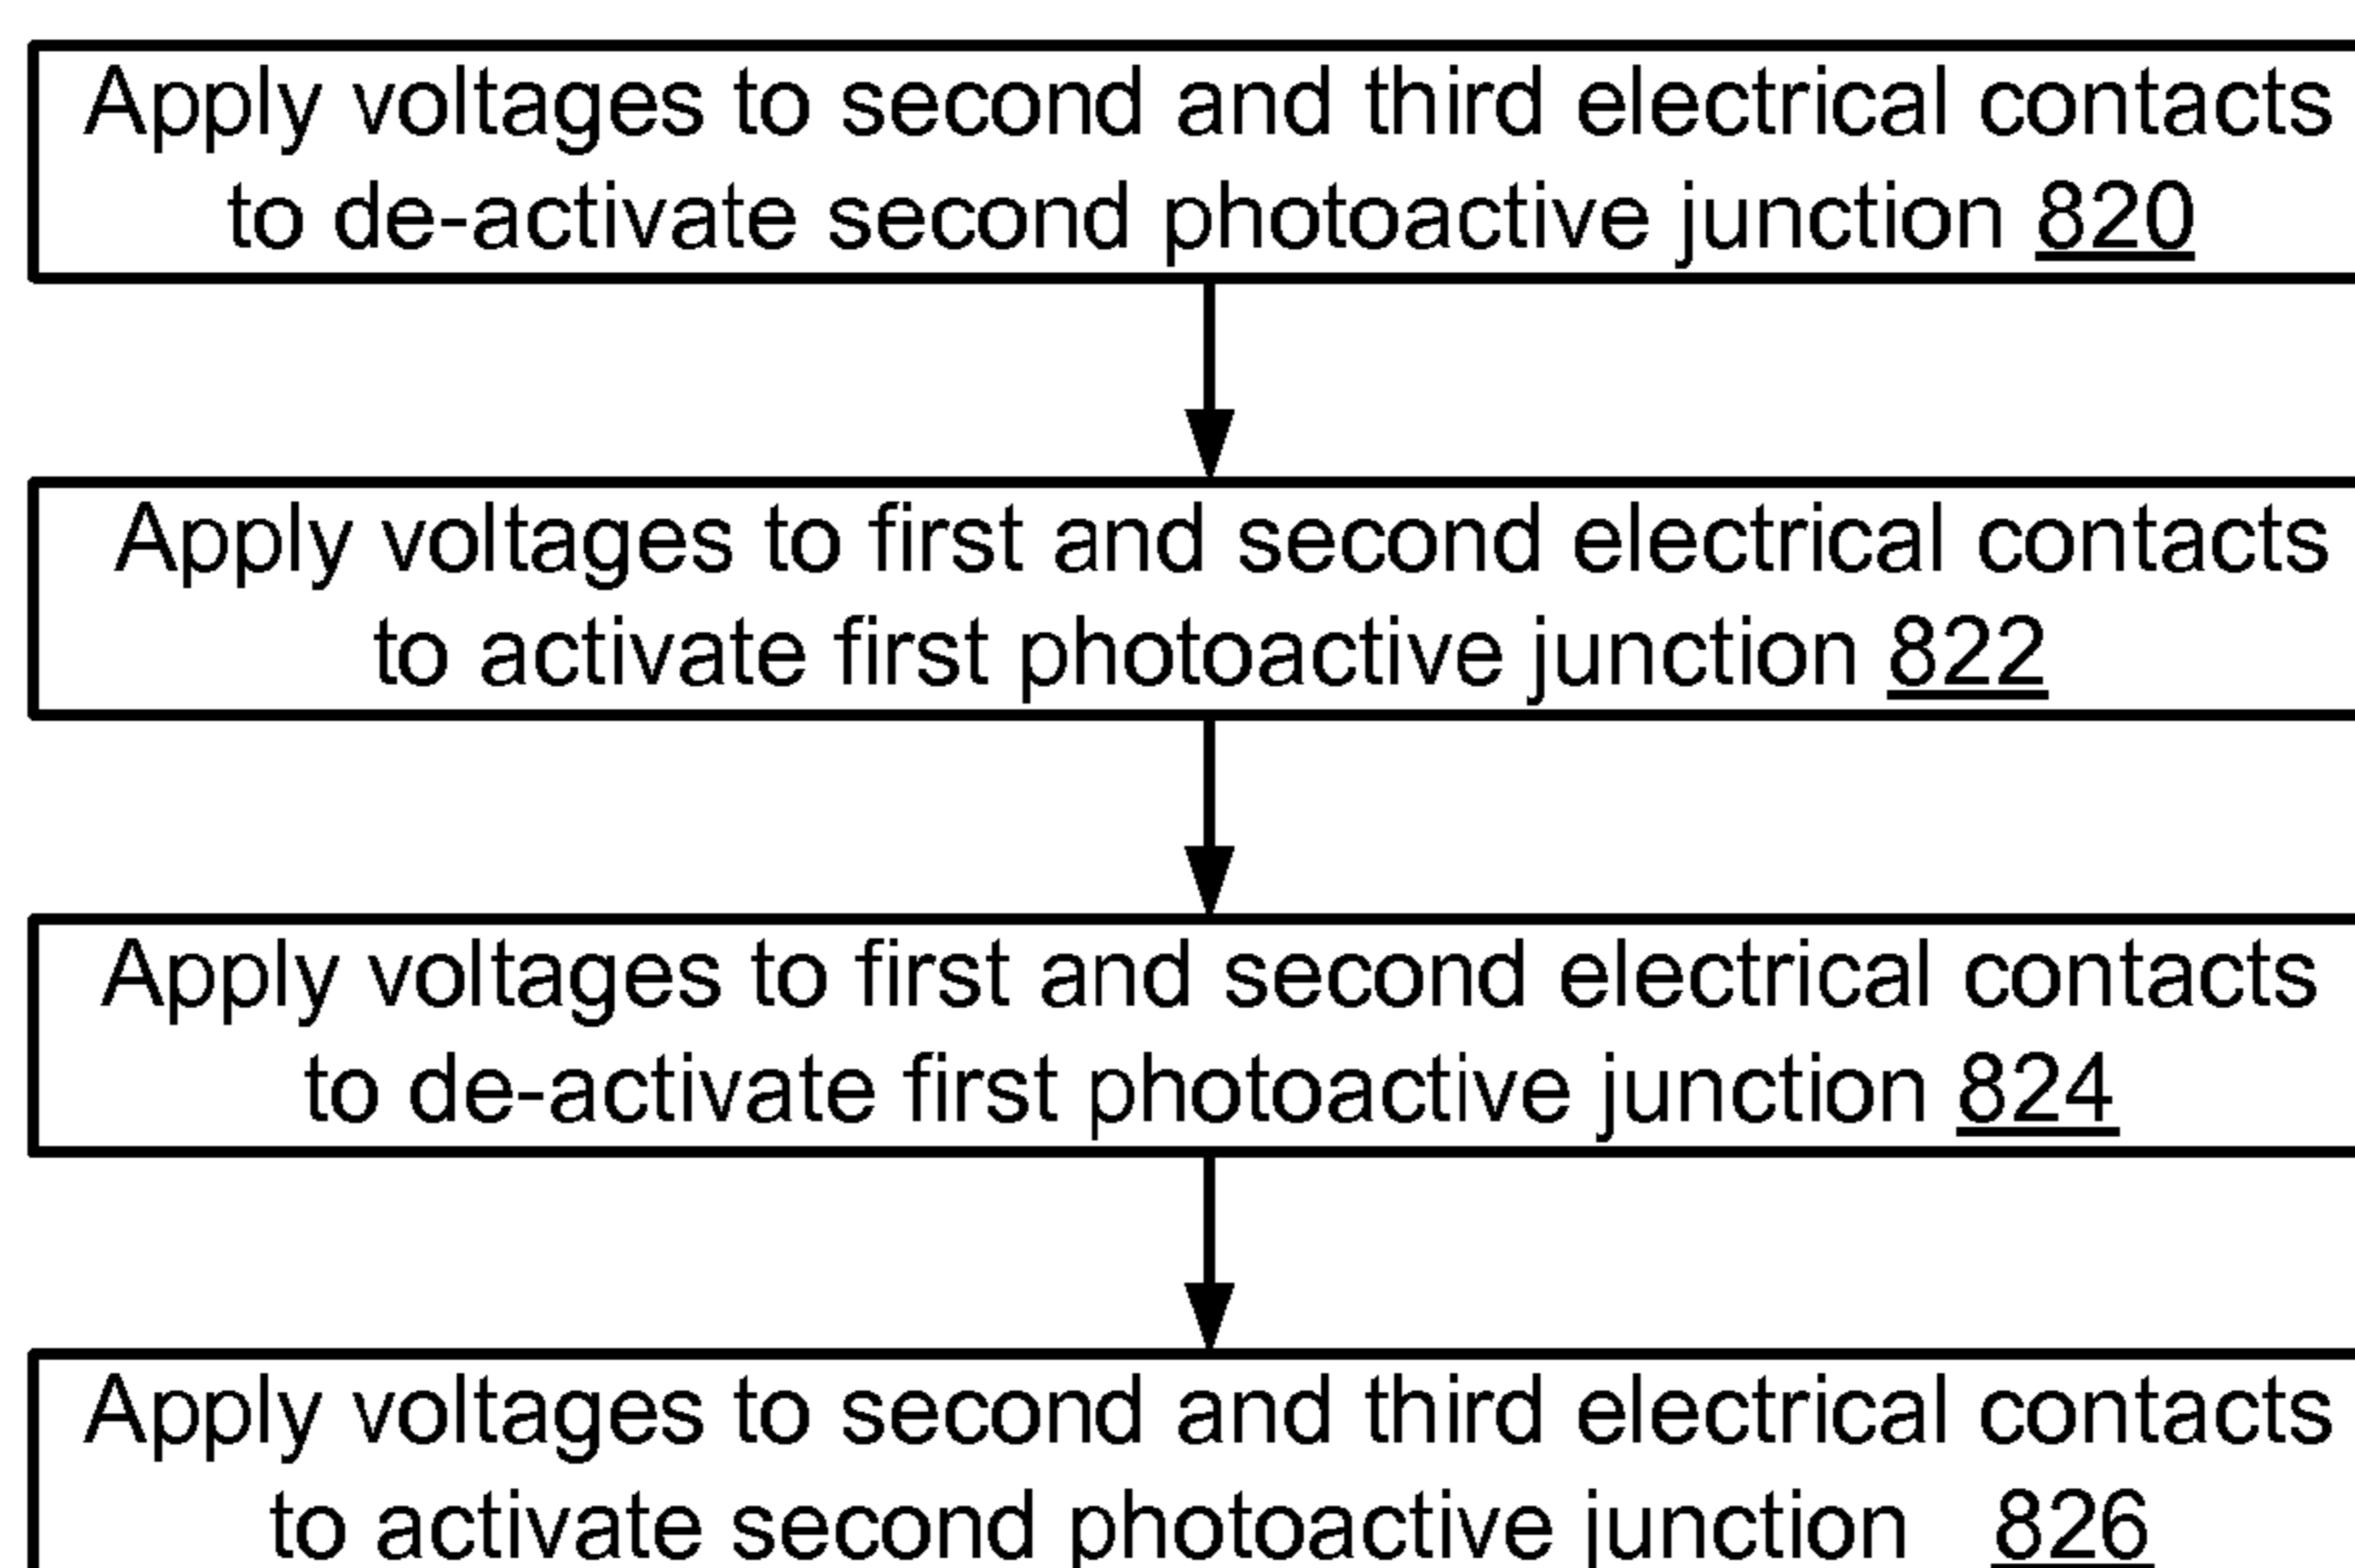 Apply voltages to second and third electrical contacts
to de-activate second photoactive junction 820
Apply voltages to first and second electrical contacts
to activate first photoactive junction 822
Apply voltages to first and second electrical contacts
to de-activate first photoactive junction 824
Apply voltages to second and third electrical contacts
to activate second photoactive junction 826